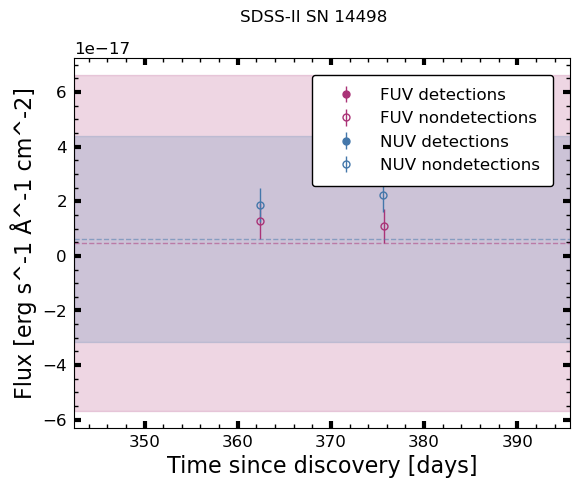 SDSS-II SN 14498
1e−17
FUV detections
FUV nondetections
NUV detections
NUV nondetections
6
4
2
0
−2
−4
−6
Flux [erg s^-1 Å^-1 cm^-2]
350
360
370
380
390
Time since discovery [days]